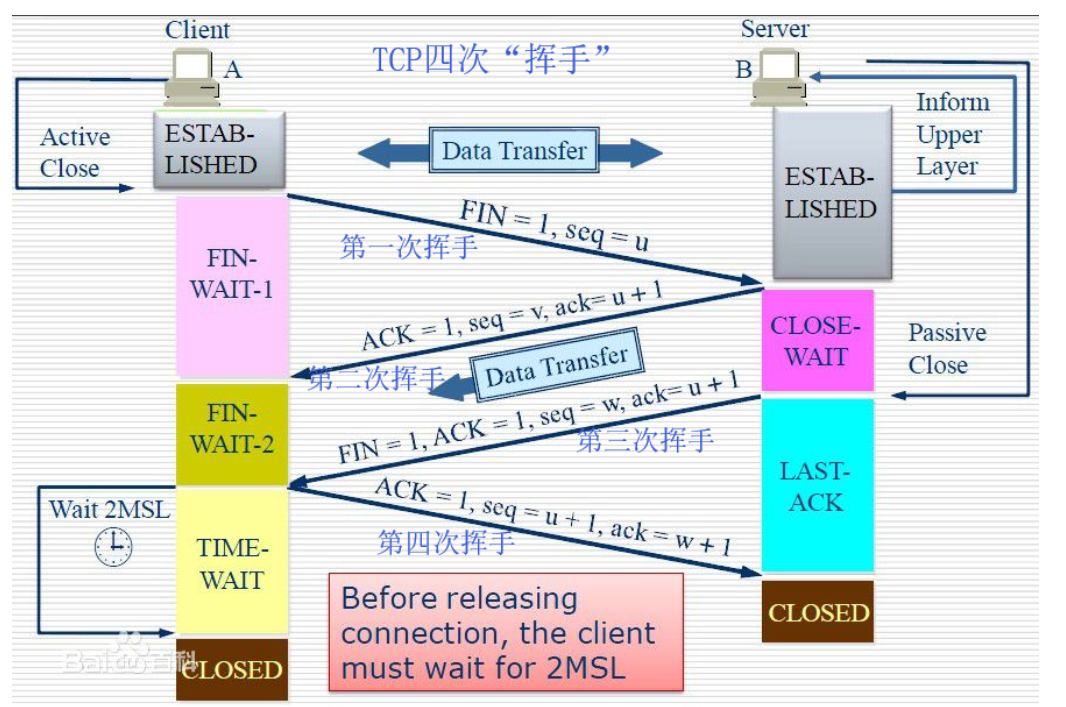 Client
Server
TCP四次“挥手”
A
B
Active
Close
ESTAB-
LISHED
Data Transfer
ESTAB-
LISHED
Inform
Upper
Layer
FIN = 1, seq = u
第一次挥手
FIN-
WAIT-1
ACK = 1, seq = v, ack= u + 1
第二次挥手
CLOSE-
WAIT
Passive
Close
Data Transfer
FIN-
WAIT-2
FIN = 1, ACK = 1, seq = w, ack= u + 1
第三次挥手
LAST-
ACK
Wait 2MSL
ACK = 1, seq = u + 1, ack = w + 1
第四次挥手
TIME-
WAIT
Before releasing
connection, the client
must wait for 2MSL
CLOSED
Baidu百科
CLOSED